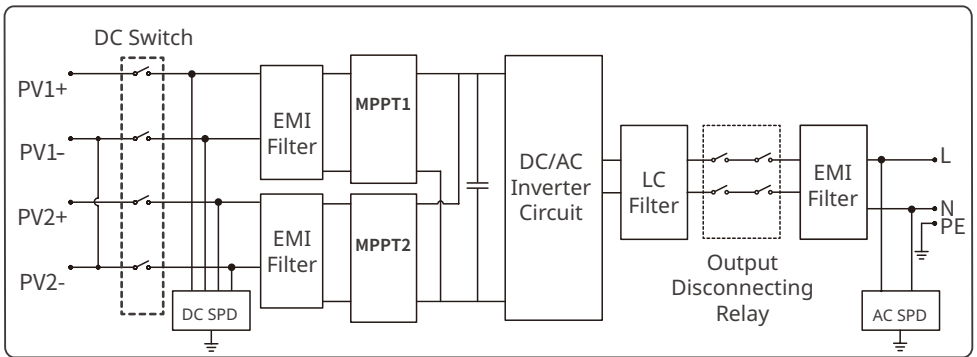 DC Switch
PV1+
PV1-
PV2+
PV2-
EMI
Filter
EMI
Filter
DC SPD
MPPT1
MPPT2
DC/AC
Inverter
Circuit
LC
Filter
Output
Disconnecting
Relay
EMI
Filter
L
N
PE
AC SPD